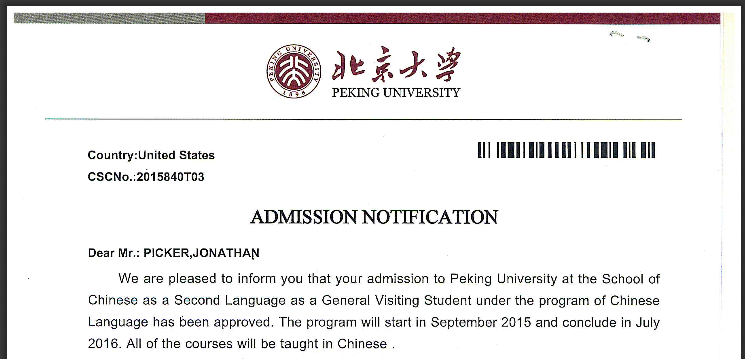 PEKING UNIVERSITY
1898
北京大学
PEKING UNIVERSITY
Country:United States
CSCNo.:2015840T03
ADMISSION NOTIFICATION
Dear Mr.: PICKER,JONATHAN
We are pleased to inform you that your admission to Peking University at the School of
Chinese as a Second Language as a General Visiting Student under the program of Chinese
Language has been approved. The program will start in September 2015 and conclude in July
2016. All of the courses will be taught in Chinese .